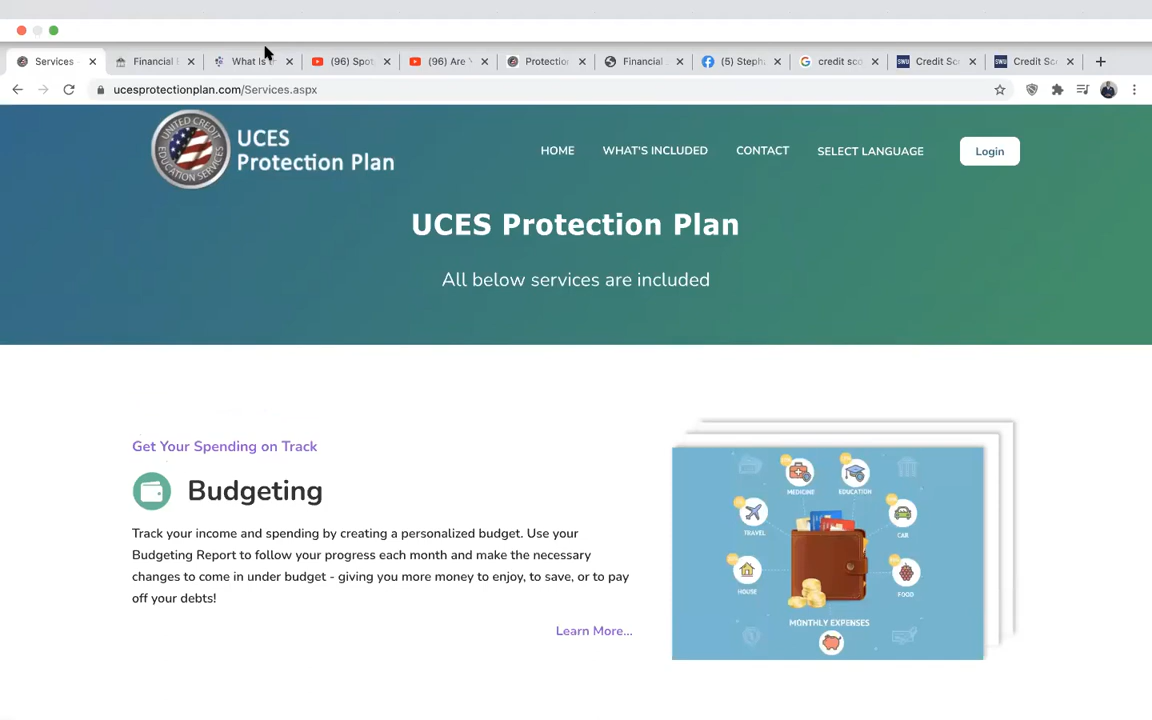 Services
Financial
What Is
(96) Spot
(96) Are
Protection
Financial
(5) Steph
credit sco
Credit Sc
Credit Sc
ucesprotectionplan.com/Services.aspx
UNITED CREDIT
EDUCATION SERVICES
UCES
Protection Plan
HOME
WHAT'S INCLUDED
CONTACT
SELECT LANGUAGE
Login
UCES Protection Plan
All below services are included
Get Your Spending on Track
Budgeting
Track your income and spending by creating a personalized budget. Use your
Budgeting Report to follow your progress each month and make the necessary
changes to come in under budget - giving you more money to enjoy, to save, or to pay
off your debts!
Learn More...
MEDICINE
EDUCATION
TRAVEL
CAR
HOUSE
FOOD
MONTHLY EXPENSES